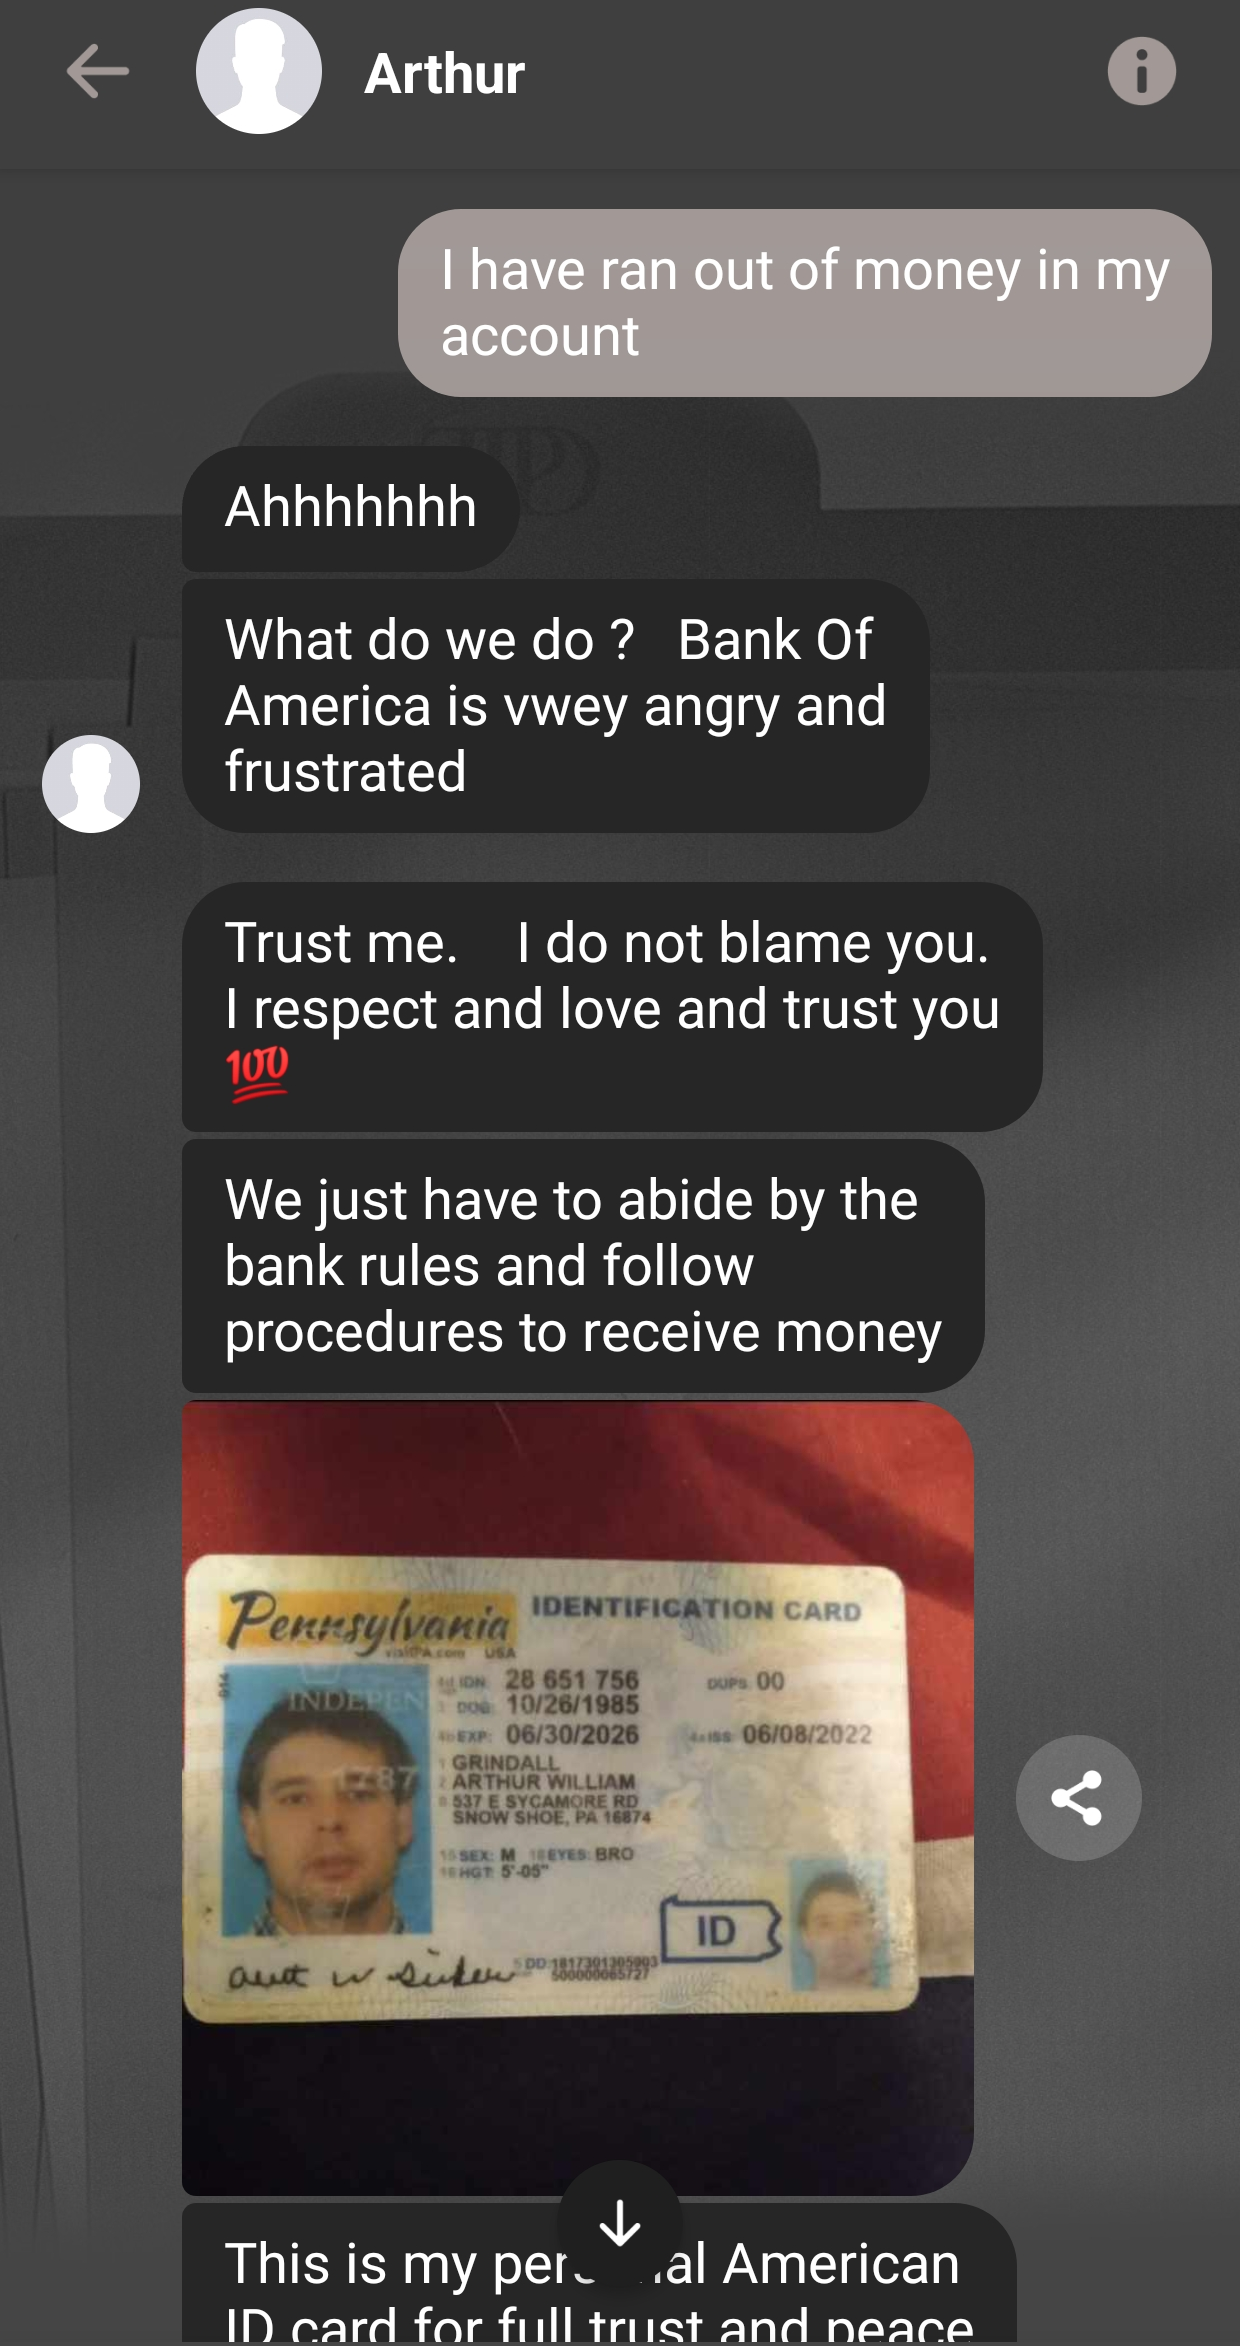 Arthur
I have ran out of money in my
account
Ahhhhhhh
What do we do ? Bank Of
America is vwey angry and
frustrated
Trust me. I do not blame you.
I respect and love and trust you
💯
We just have to abide by the
bank rules and follow
procedures to receive money
Pennsylvania
visitPA.com USA
IDENTIFICATION CARD
INDEPEN
1787
IDN: 28 651 756
DUPS: 00
DOB: 10/26/1985
EXP: 06/30/2026
ISS: 06/08/2022
GRINDALL
ARTHUR WILLIAM
537 E SYCAMORE RD
SNOW SHOE, PA 16874
SEX: M EYES: BRO
HGT: 5'-05"
ID
DD:
This is my American
ID card for full trust and peace